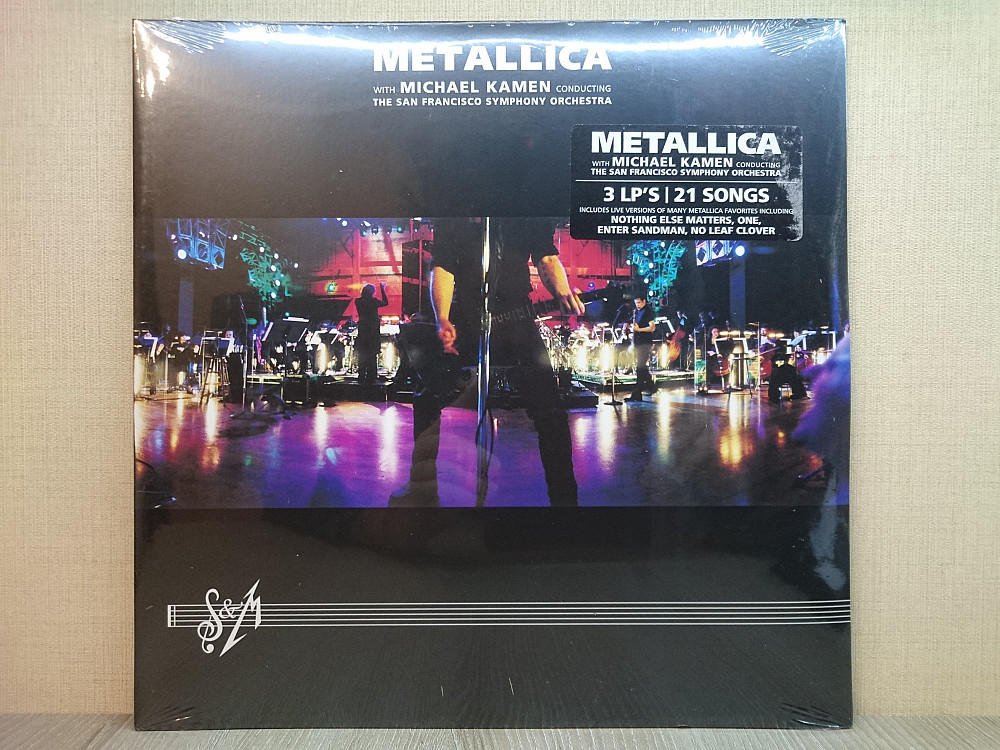 METALLICA
WITH MICHAEL KAMEN CONDUCTING
THE SAN FRANCISCO SYMPHONY ORCHESTRA
METALLICA
WITH MICHAEL KAMEN CONDUCTING
THE SAN FRANCISCO SYMPHONY ORCHESTRA
3 LP'S | 21 SONGS
INCLUDES LIVE VERSIONS OF MANY METALLICA FAVORITES INCLUDING
NOTHING ELSE MATTERS, ONE,
ENTER SANDMAN, NO LEAF CLOVER
S&M